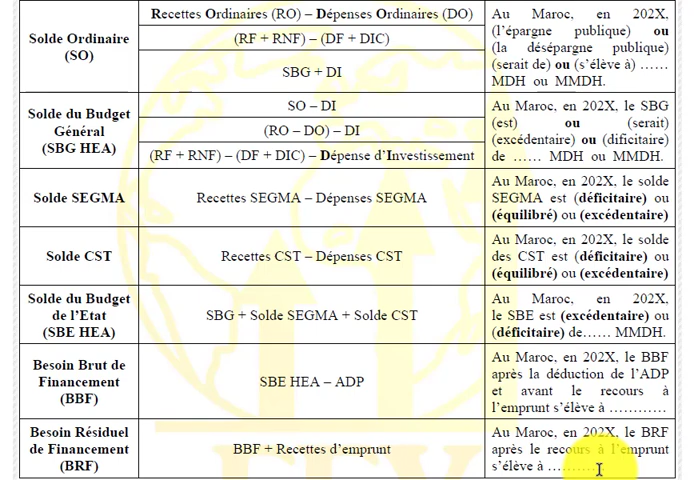 Recettes Ordinaires (RO) – Dépenses Ordinaires (DO)
Solde Ordinaire
(SO)
(RF + RNF) – (DF + DIC)
SBG + DI
Au Maroc, en 202X,
(l’épargne publique) ou
(la désépargne publique)
(serait de) ou (s’élève à) ……
MDH ou MMDH.
Solde du Budget
Général
(SBG HEA)
SO – DI
(RO – DO) – DI
(RF + RNF) – (DF + DIC) – Dépense d’Investissement
Au Maroc, en 202X, le SBG
(est) ou (serait)
(excédentaire) ou (dificitaire)
de …… MDH ou MMDH.
Solde SEGMA
Recettes SEGMA – Dépenses SEGMA
Au Maroc, en 202X, le solde
SEGMA est (déficitaire) ou
(équilibré) ou (excédentaire)
Solde CST
Recettes CST – Dépenses CST
Au Maroc, en 202X, le solde
des CST est (déficitaire) ou
(équilibré) ou (excédentaire)
Solde du Budget
de l’Etat
(SBE HEA)
SBG + Solde SEGMA + Solde CST
Au Maroc, en 202X,
le SBE est (excédentaire) ou
(déficitaire) de…… MMDH.
Besoin Brut de
Financement
(BBF)
SBE HEA – ADP
Au Maroc, en 202X, le BBF
après la déduction de l’ADP
et avant le recours à
l’emprunt s’élève à …………
Besoin Résiduel
de Financement
(BRF)
BBF + Recettes d’emprunt
Au Maroc, en 202X, le BRF
après le recours à l’emprunt
s’élève à …………